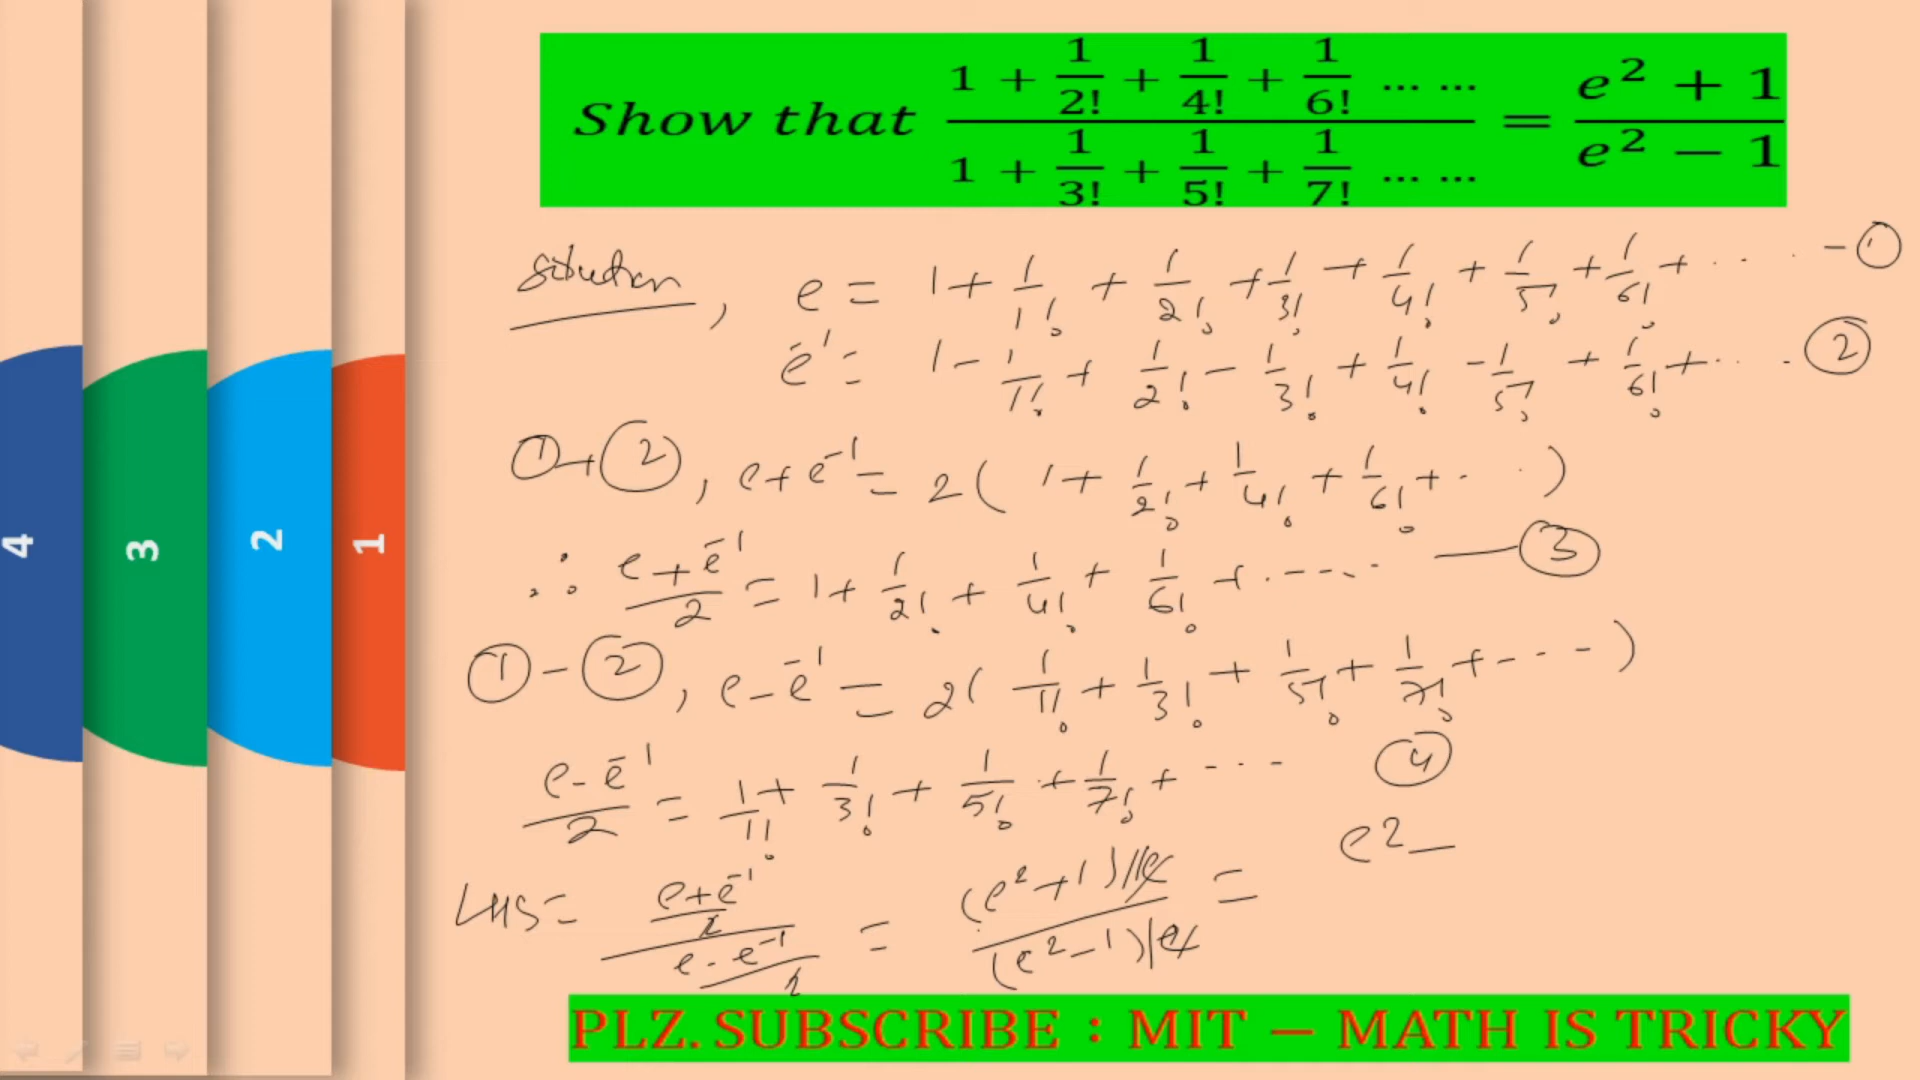 Show that (1 + 1/2! + 1/4! + 1/6! ... ...)/(1 + 1/3! + 1/5! + 1/7! ... ...) = (e² + 1)/(e² − 1)
Solution, e = 1 + 1/1! + 1/2! + 1/3! + 1/4! + 1/5! + 1/6! + .... - ①
e⁻¹ = 1 - 1/1! + 1/2! - 1/3! + 1/4! - 1/5! + 1/6! + .... ②
① + ②, e + e⁻¹ = 2(1 + 1/2! + 1/4! + 1/6! + ...)
∴ (e + e⁻¹)/2 = 1 + 1/2! + 1/4! + 1/6! + ..... — ③
① - ②, e - e⁻¹ = 2(1/1! + 1/3! + 1/5! + 1/7! + ....)
(e - e⁻¹)/2 = 1/1! + 1/3! + 1/5! + 1/7! + .... ④
LHS = ((e + e⁻¹)/2)/((e - e⁻¹)/2) = ((e² + 1)/e)/((e² - 1)/e) = e² —
4
3
2
1
PLZ. SUBSCRIBE : MIT − MATH IS TRICKY